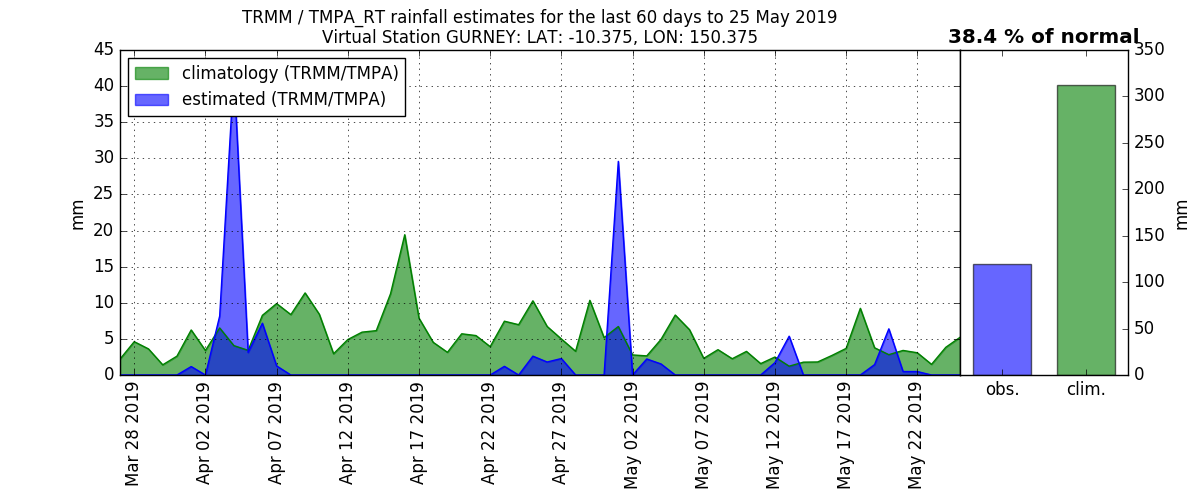 TRMM / TMPA_RT rainfall estimates for the last 60 days to 25 May 2019
Virtual Station GURNEY: LAT: -10.375, LON: 150.375
38.4 % of normal
climatology (TRMM/TMPA)
estimated (TRMM/TMPA)
45
40
35
30
25
20
15
10
5
0
mm
Mar 28 2019
Apr 02 2019
Apr 07 2019
Apr 12 2019
Apr 17 2019
Apr 22 2019
Apr 27 2019
May 02 2019
May 07 2019
May 12 2019
May 17 2019
May 22 2019
350
300
250
200
150
100
50
0
mm
obs.
clim.